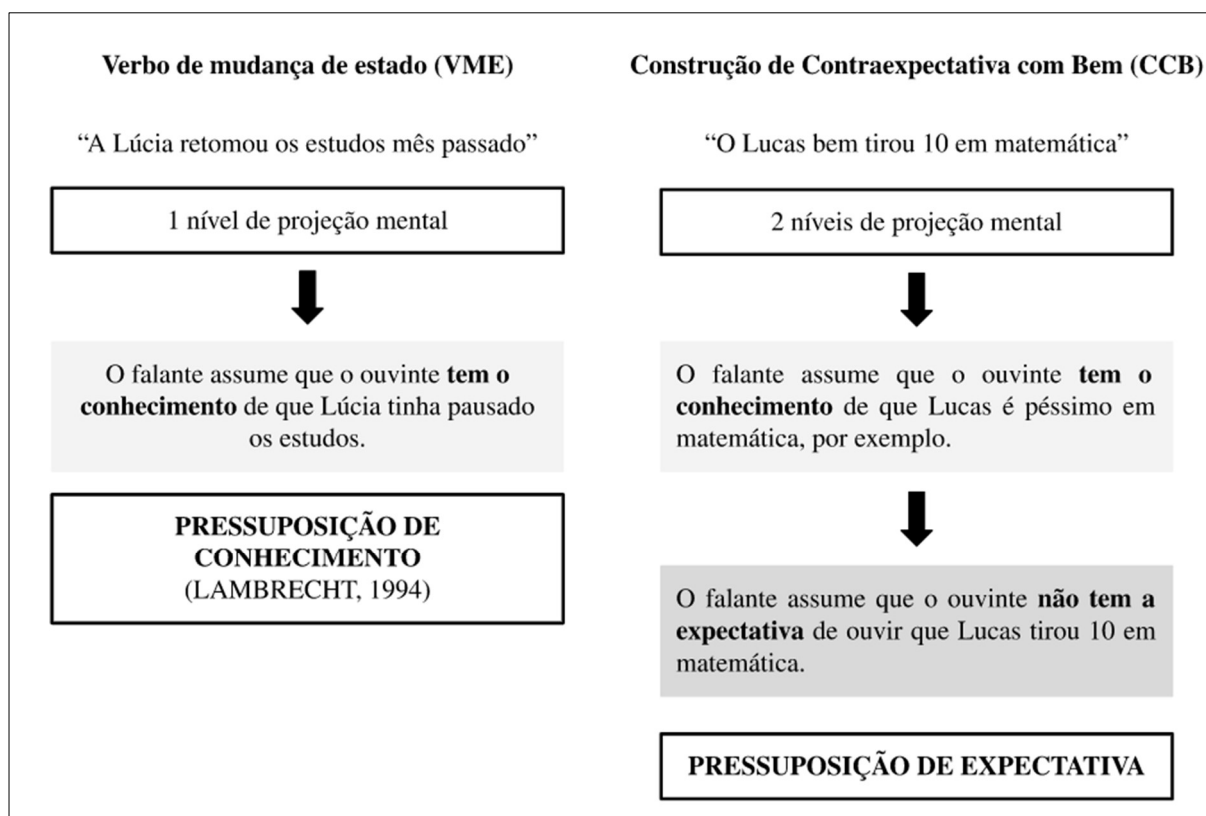 Verbo de mudança de estado (VME)
“A Lúcia retomou os estudos mês passado”
1 nível de projeção mental
O falante assume que o ouvinte tem o
conhecimento de que Lúcia tinha pausado
os estudos.
PRESSUPOSIÇÃO DE
CONHECIMENTO
(LAMBRECHT, 1994)
Construção de Contraexpectativa com Bem (CCB)
“O Lucas bem tirou 10 em matemática”
2 níveis de projeção mental
O falante assume que o ouvinte tem o
conhecimento de que Lucas é péssimo em
matemática, por exemplo.
O falante assume que o ouvinte não tem a
expectativa de ouvir que Lucas tirou 10 em
matemática.
PRESSUPOSIÇÃO DE EXPECTATIVA